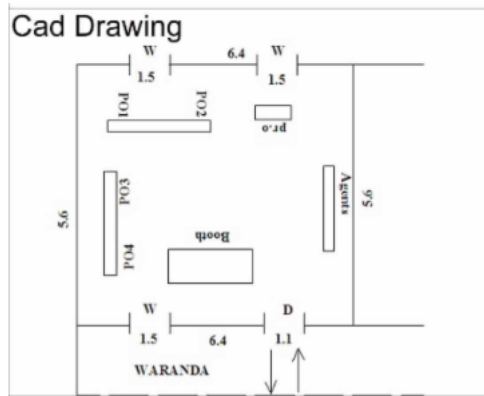 Cad Drawing
W 6.4 W
1.5 1.5
PO1 PO2 pr.o
PO3
Agents
5.6 5.6
PO4
Booth
W D
1.5 6.4 1.1
WARANDA